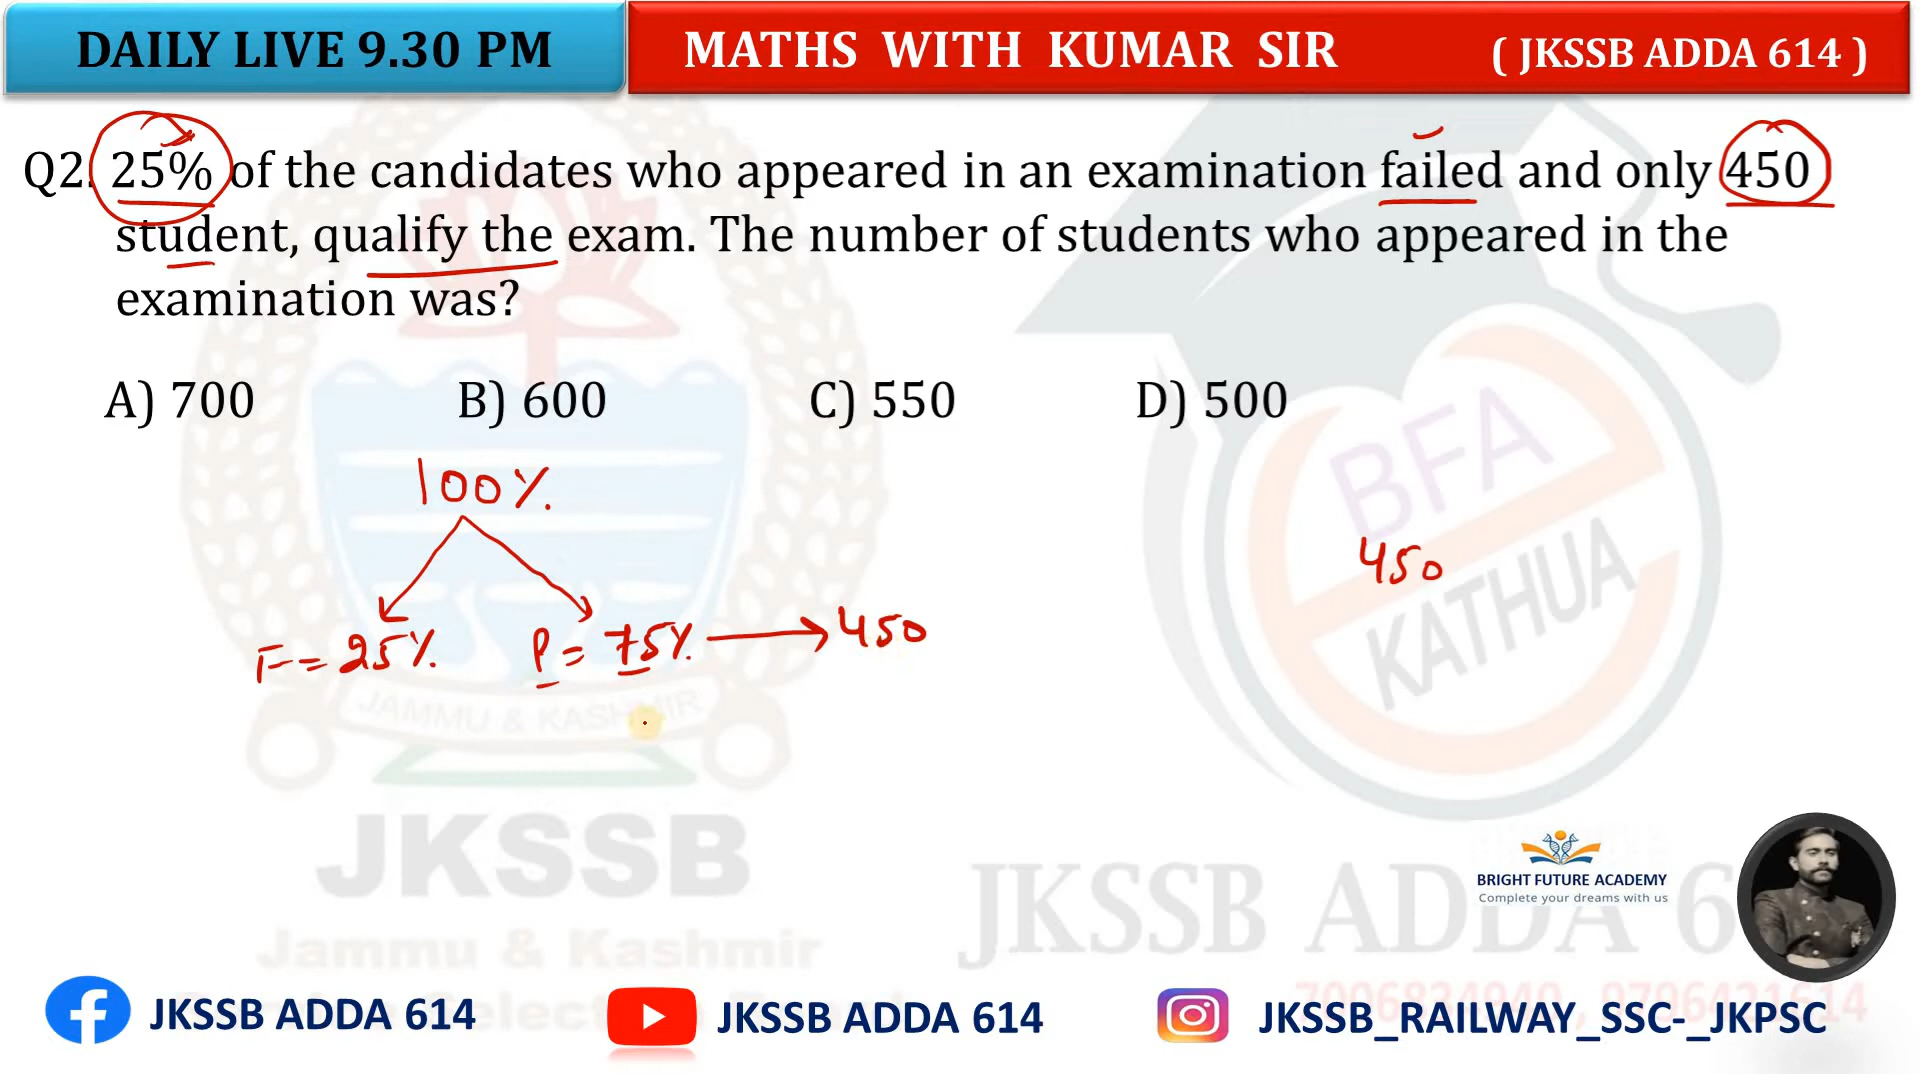 DAILY LIVE 9.30 PM
MATHS WITH KUMAR SIR ( JKSSB ADDA 614 )
Q2. 25% of the candidates who appeared in an examination failed and only 450
student, qualify the exam. The number of students who appeared in the
examination was?
A) 700 B) 600 C) 550 D) 500
100%
450
F = 25% P = 75% → 450
BFA
KATHUA
JAMMU & KASHMIR
JKSSB
Jammu & Kashmir
JKSSB ADDA 6
BRIGHT FUTURE ACADEMY
Complete your dreams with us
JKSSB ADDA 614
JKSSB ADDA 614
JKSSB_RAILWAY_SSC-_JKPSC